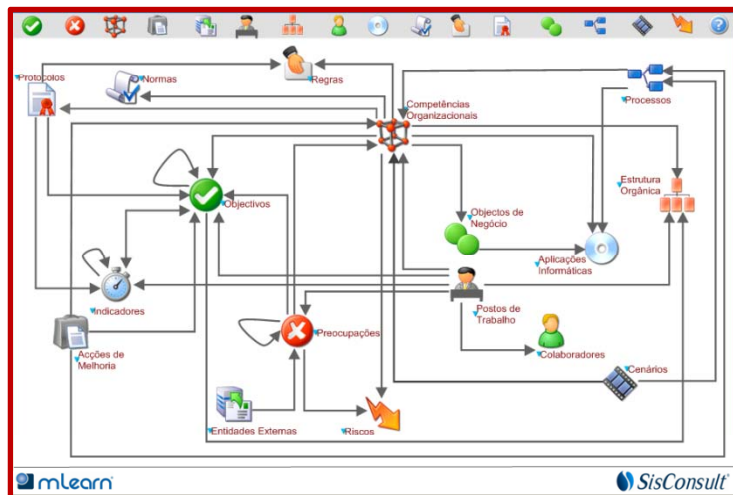 Protocolos
Normas
Regras
Competências
Organizacionais
Processos
Estrutura
Orgânica
Objectivos
Objectos de
Negócio
Aplicações
Informáticas
Indicadores
Postos de
Trabalho
Preocupações
Acções de
Melhoria
Colaboradores
Cenários
Entidades Externas
Riscos
mLearn
SisConsult